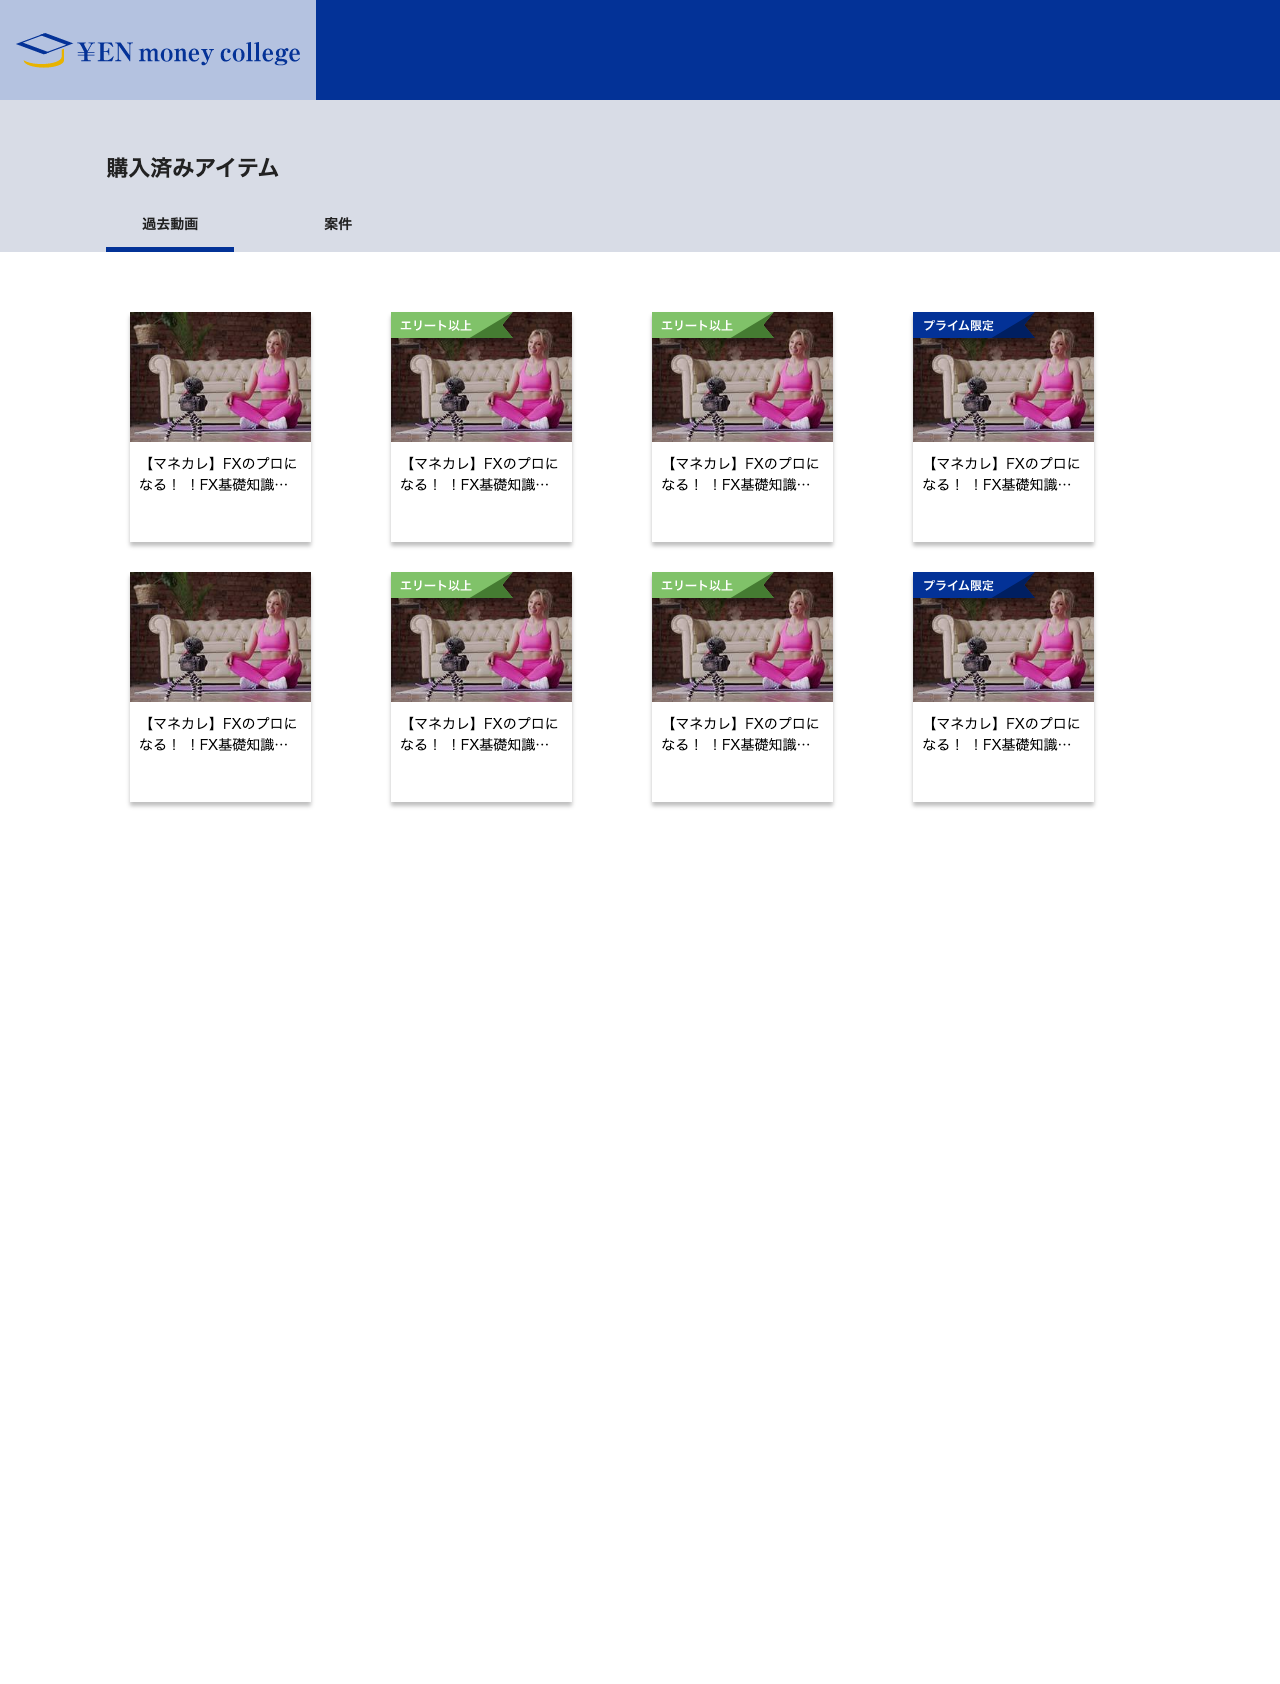 ¥EN money college
購入済みアイテム
過去動画 案件
エリート以上 エリート以上 プライム限定
【マネカレ】FXのプロに
なる！ ！FX基礎知識…
【マネカレ】FXのプロに
なる！ ！FX基礎知識…
【マネカレ】FXのプロに
なる！ ！FX基礎知識…
【マネカレ】FXのプロに
なる！ ！FX基礎知識…
エリート以上 エリート以上 プライム限定
【マネカレ】FXのプロに
なる！ ！FX基礎知識…
【マネカレ】FXのプロに
なる！ ！FX基礎知識…
【マネカレ】FXのプロに
なる！ ！FX基礎知識…
【マネカレ】FXのプロに
なる！ ！FX基礎知識…